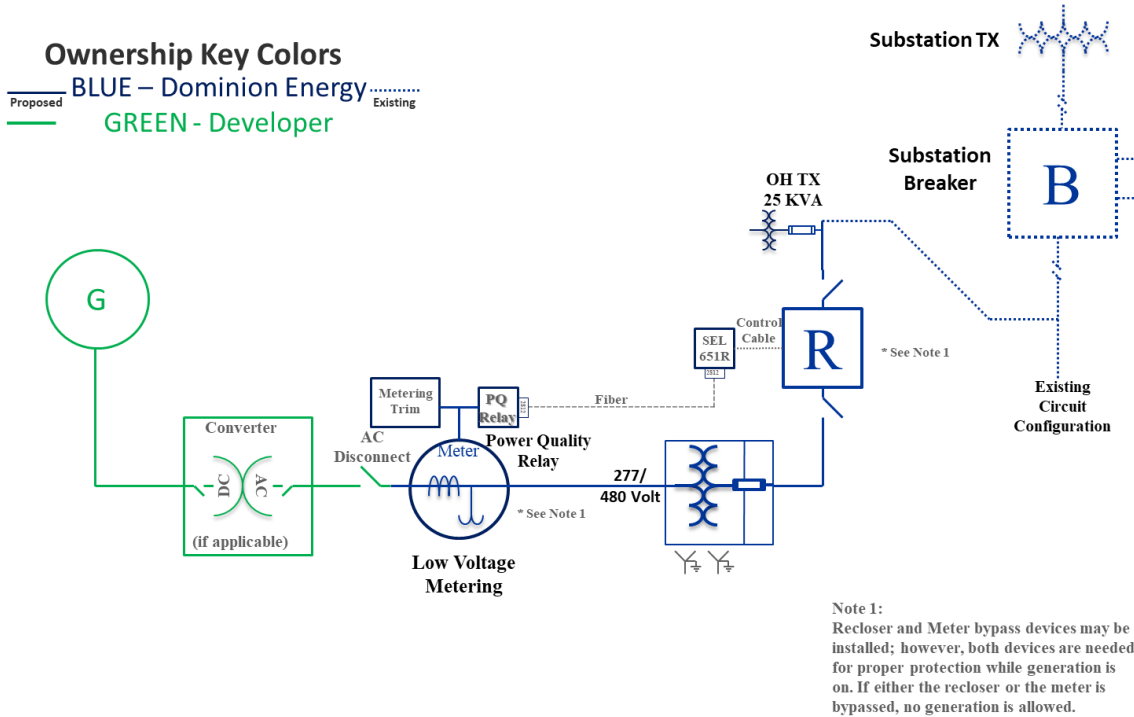 Ownership Key Colors
BLUE – Dominion Energy
Proposed
Existing
GREEN - Developer
Substation TX
Substation
Breaker
B
OH TX
25 KVA
G
Control
Cable
SEL
651R
2812
R
* See Note 1
Existing
Circuit
Configuration
Metering
Trim
PQ
Relay
2812
Fiber
Converter
AC
Disconnect
Meter
Power Quality
Relay
DC
AC
277/
480 Volt
(if applicable)
* See Note 1
Low Voltage
Metering
Note 1:
Recloser and Meter bypass devices may be
installed; however, both devices are needed
for proper protection while generation is
on. If either the recloser or the meter is
bypassed, no generation is allowed.